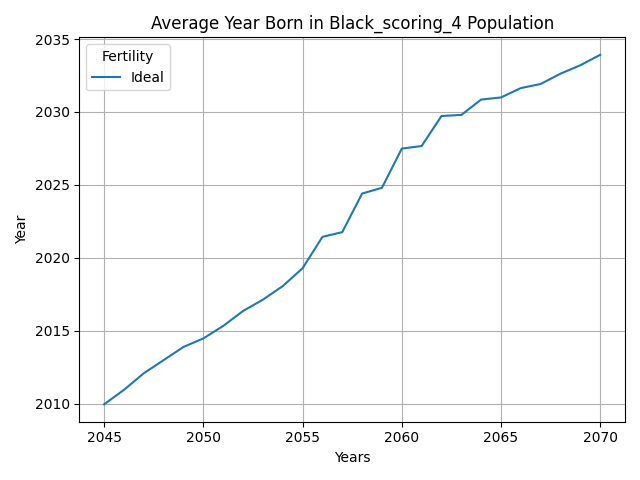 Average Year Born in Black_scoring_4 Population
Fertility
Ideal
Year
2035
2030
2025
2020
2015
2010
2045 2050 2055 2060 2065 2070
Years